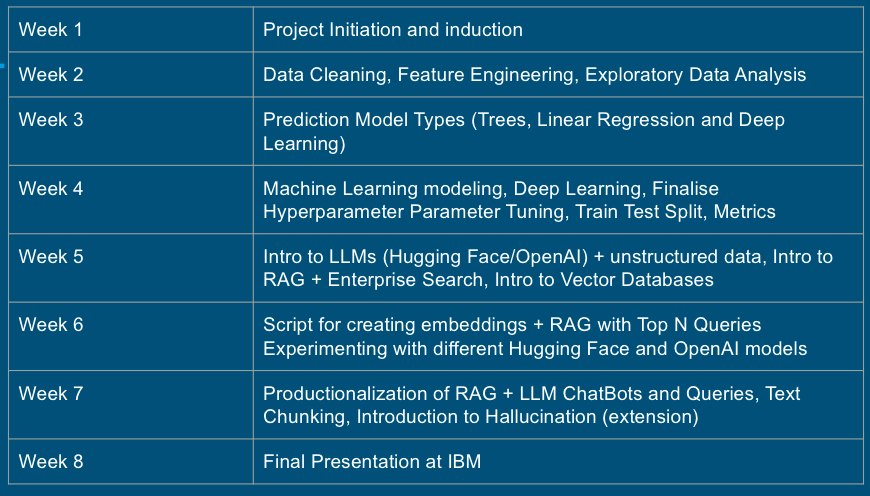 Week 1
Project Initiation and induction
Week 2
Data Cleaning, Feature Engineering, Exploratory Data Analysis
Week 3
Prediction Model Types (Trees, Linear Regression and Deep
Learning)
Week 4
Machine Learning modeling, Deep Learning, Finalise
Hyperparameter Parameter Tuning, Train Test Split, Metrics
Week 5
Intro to LLMs (Hugging Face/OpenAI) + unstructured data, Intro to
RAG + Enterprise Search, Intro to Vector Databases
Week 6
Script for creating embeddings + RAG with Top N Queries
Experimenting with different Hugging Face and OpenAI models
Week 7
Productionalization of RAG + LLM ChatBots and Queries, Text
Chunking, Introduction to Hallucination (extension)
Week 8
Final Presentation at IBM